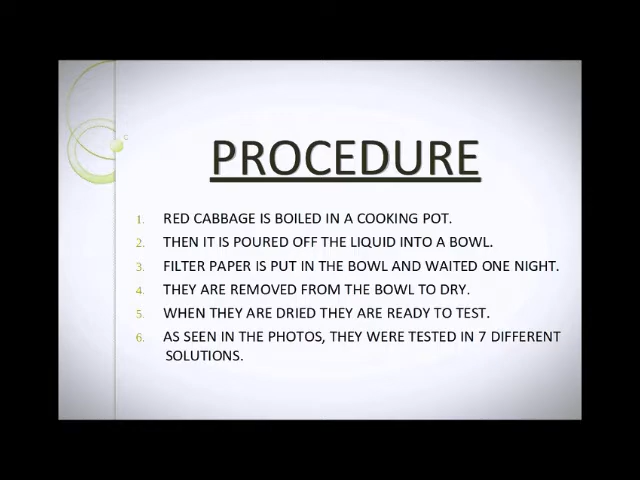 PROCEDURE
1. RED CABBAGE IS BOILED IN A COOKING POT.
2. THEN IT IS POURED OFF THE LIQUID INTO A BOWL.
3. FILTER PAPER IS PUT IN THE BOWL AND WAITED ONE NIGHT.
4. THEY ARE REMOVED FROM THE BOWL TO DRY.
5. WHEN THEY ARE DRIED THEY ARE READY TO TEST.
6. AS SEEN IN THE PHOTOS, THEY WERE TESTED IN 7 DIFFERENT
SOLUTIONS.